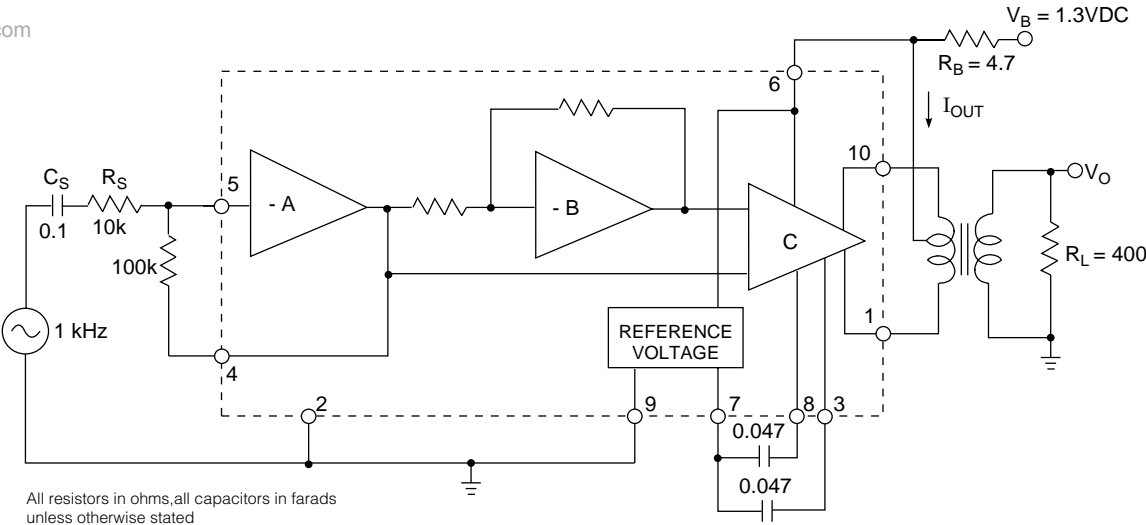 com
V_B = 1.3VDC
R_B = 4.7
6
I_OUT
10
V_O
C_S
R_S
5
- A
- B
C
0.1
10k
100k
R_L = 400
1 kHz
1
REFERENCE
VOLTAGE
4
2
9
7
8
3
0.047
0.047
All resistors in ohms,all capacitors in farads
unless otherwise stated